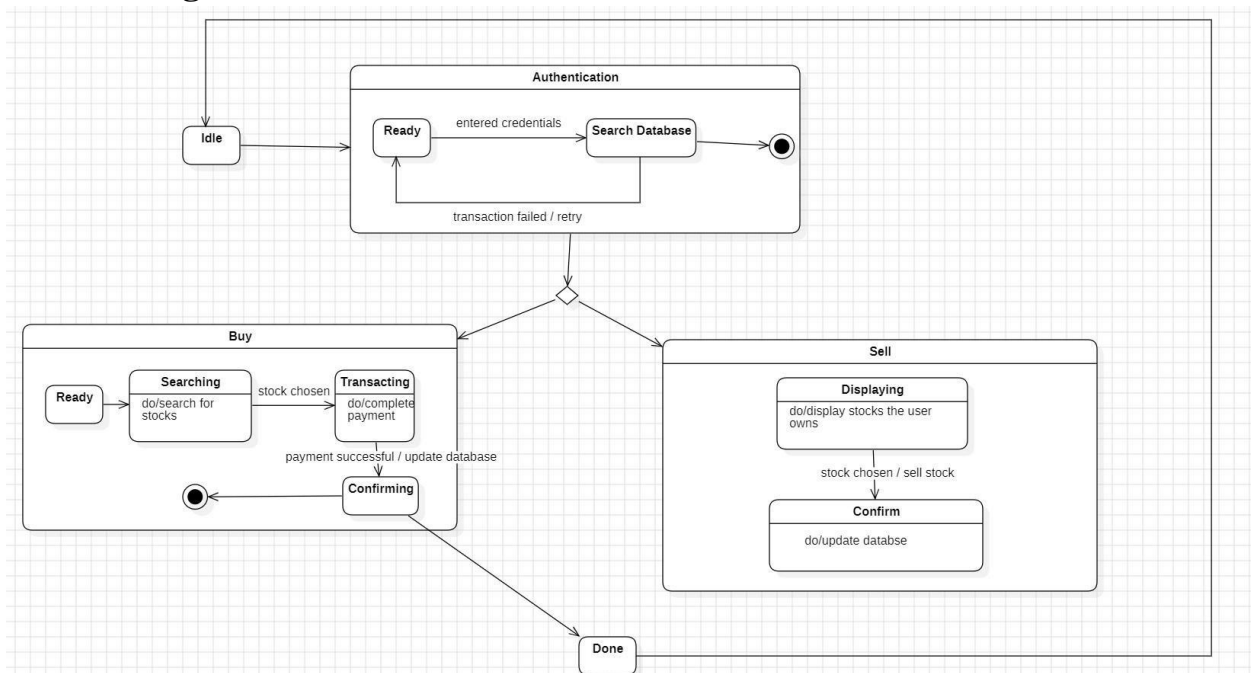 Authentication
Idle
Ready
entered credentials
Search Database
transaction failed / retry
Buy
Ready
Searching
do/search for
stocks
stock chosen
Transacting
do/complete
payment
payment successful / update database
Confirming
Sell
Displaying
do/display stocks the user
owns
stock chosen / sell stock
Confirm
do/update databse
Done